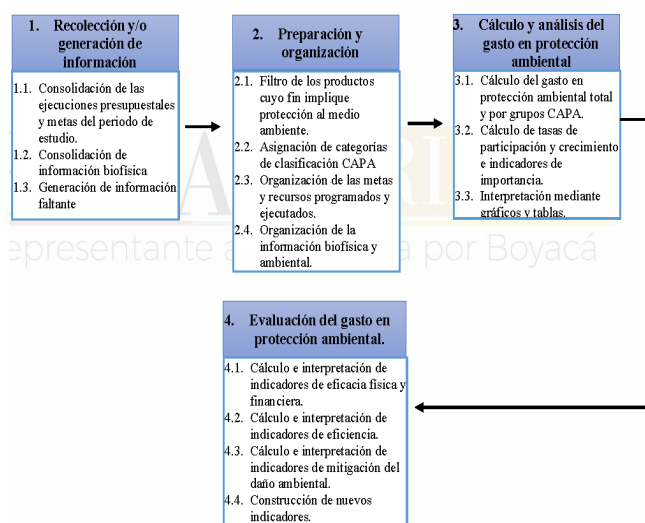 1. Recolección y/o
generación de
información
1.1. Consolidación de las
ejecuciones presupuestales
y metas del periodo de
estudio.
1.2. Consolidación de
información biofísica
1.3. Generación de información
faltante
2. Preparación y
organización
2.1. Filtro de los productos
cuyo fin implique
protección al medio
ambiente.
2.2. Asignación de categorías
de clasificación CAPA
2.3. Organización de las metas
y recursos programados y
ejecutados.
2.4. Organización de la
información biofísica y
ambiental.
3. Cálculo y análisis del
gasto en protección
ambiental
3.1. Cálculo del gasto en
protección ambiental total
y por grupos CAPA.
3.2. Cálculo de tasas de
participación y crecimiento
e indicadores de
importancia.
3.3. Interpretación mediante
gráficos y tablas.
epresentante a por Boyacá
4. Evaluación del gasto en
protección ambiental.
4.1. Cálculo e interpretación de
indicadores de eficacia física y
financiera.
4.2. Cálculo e interpretación de
indicadores de eficiencia.
4.3. Cálculo e interpretación de
indicadores de mitigación del
daño ambiental.
4.4. Construcción de nuevos
indicadores.